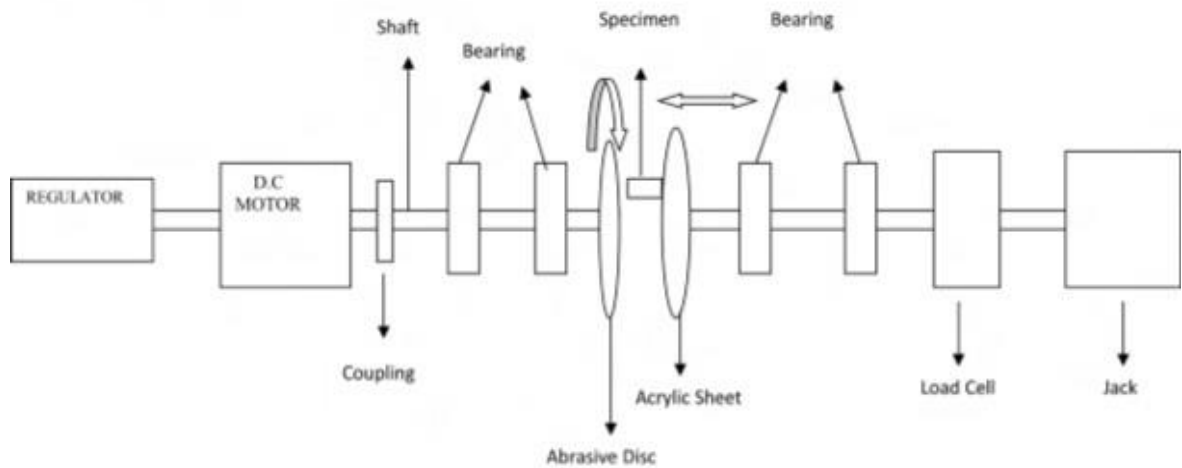 Shaft
Specimen
Bearing
Bearing
REGULATOR
D.C
MOTOR
Coupling
Acrylic Sheet
Load Cell
Jack
Abrasive Disc